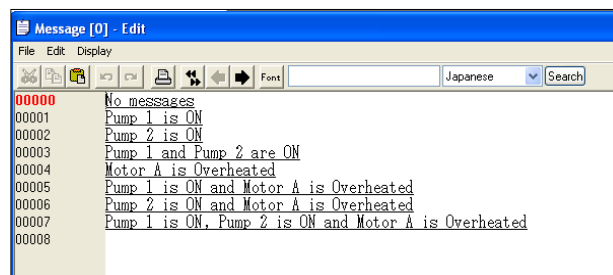 Message [0] - Edit
File Edit Display
Font Japanese Search
00000 No messages
00001 Pump 1 is ON
00002 Pump 2 is ON
00003 Pump 1 and Pump 2 are ON
00004 Motor A is Overheated
00005 Pump 1 is ON and Motor A is Overheated
00006 Pump 2 is ON and Motor A is Overheated
00007 Pump 1 is ON, Pump 2 is ON and Motor A is Overheated
00008